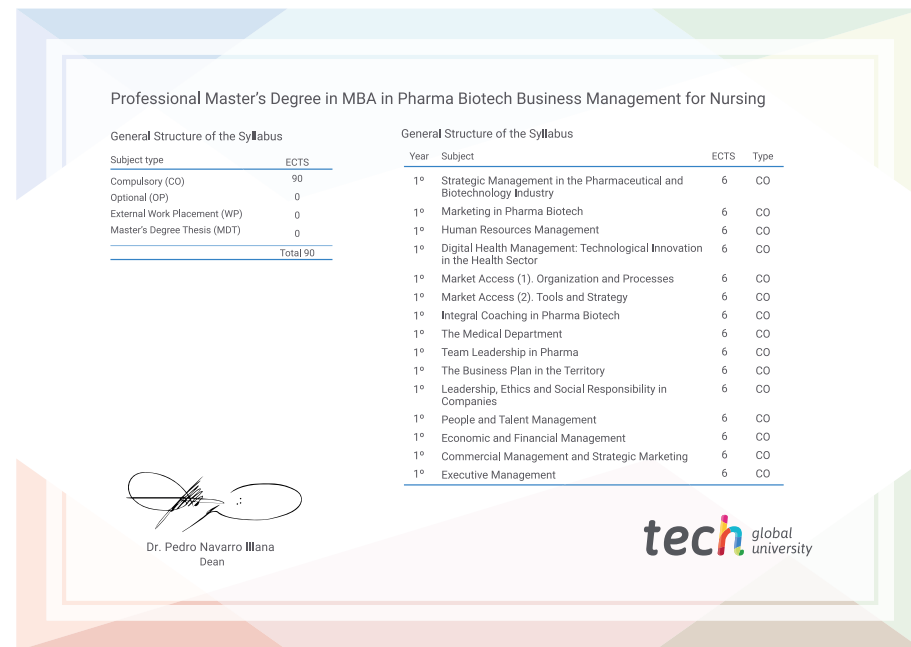 Professional Master's Degree in MBA in Pharma Biotech Business Management for Nursing
General Structure of the Syllabus
Subject type ECTS
Compulsory (CO) 90
Optional (OP) 0
External Work Placement (WP) 0
Master's Degree Thesis (MDT) 0
Total 90
General Structure of the Syllabus
Year Subject ECTS Type
1º Strategic Management in the Pharmaceutical and 6 CO
Biotechnology Industry
1º Marketing in Pharma Biotech 6 CO
1º Human Resources Management 6 CO
1º Digital Health Management: Technological Innovation 6 CO
in the Health Sector
1º Market Access (1). Organization and Processes 6 CO
1º Market Access (2). Tools and Strategy 6 CO
1º Integral Coaching in Pharma Biotech 6 CO
1º The Medical Department 6 CO
1º Team Leadership in Pharma 6 CO
1º The Business Plan in the Territory 6 CO
1º Leadership, Ethics and Social Responsibility in 6 CO
Companies
1º People and Talent Management 6 CO
1º Economic and Financial Management 6 CO
1º Commercial Management and Strategic Marketing 6 CO
1º Executive Management 6 CO
Dr. Pedro Navarro Illana
Dean
tech global
university